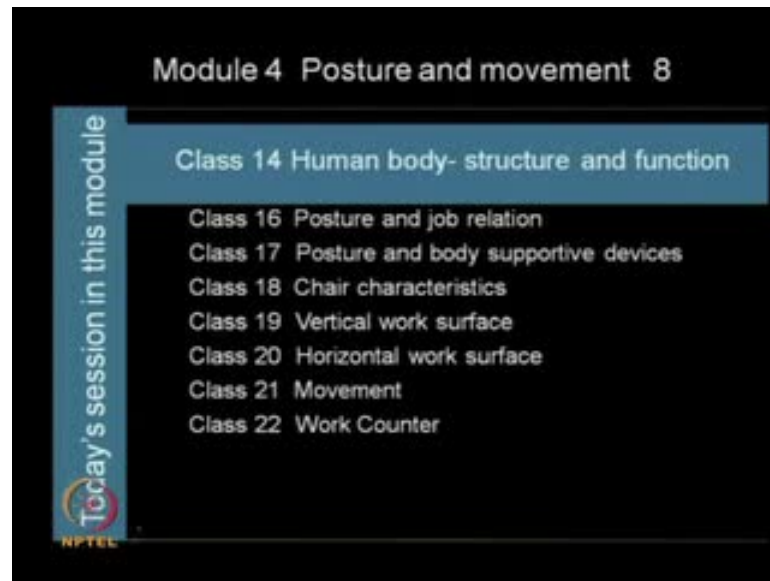 Module 4 Posture and movement 8
Today's session in this module
Class 14 Human body- structure and function
Class 16 Posture and job relation
Class 17 Posture and body supportive devices
Class 18 Chair characteristics
Class 19 Vertical work surface
Class 20 Horizontal work surface
Class 21 Movement
Class 22 Work Counter
NPTEL